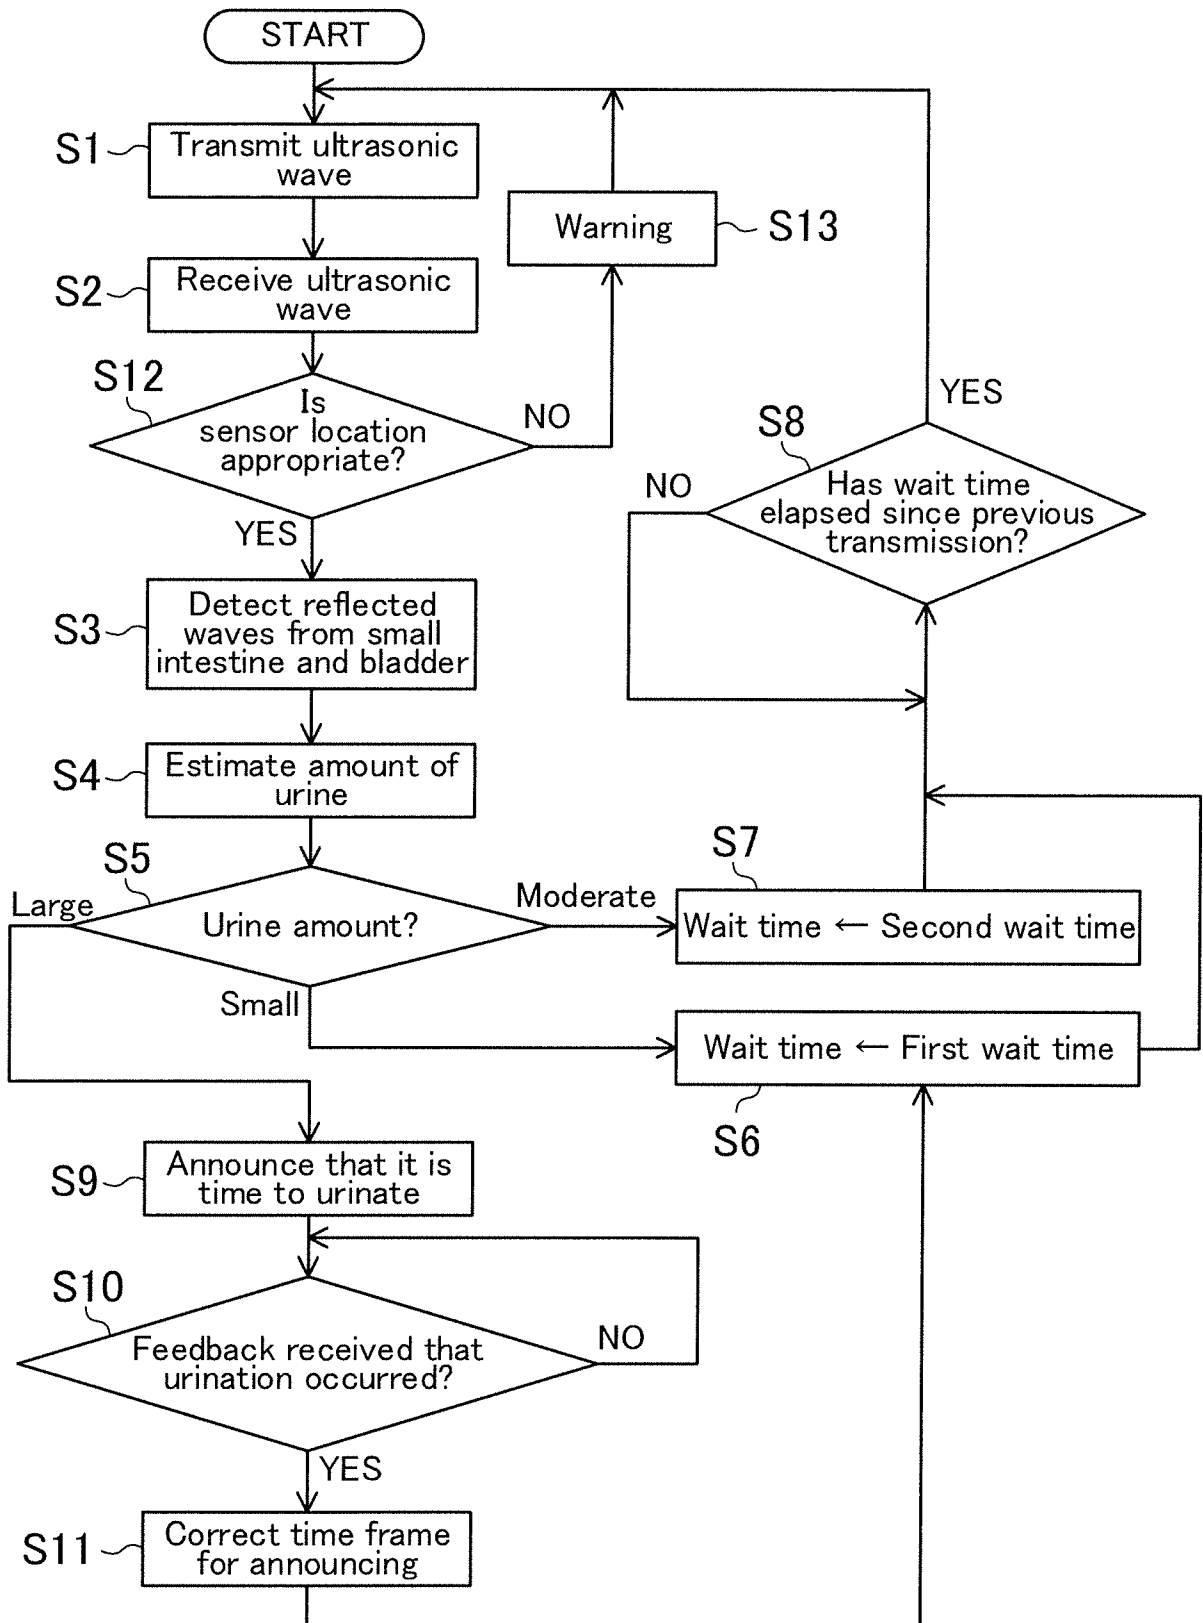 START
S1
Transmit ultrasonic
wave
S13
Warning
S2
Receive ultrasonic
wave
S12
Is
sensor location
appropriate?
NO
YES
S8
YES
NO
Has wait time
elapsed since previous
transmission?
S3
Detect reflected
waves from small
intestine and bladder
S4
Estimate amount of
urine
S5
Large
Urine amount?
Moderate
Small
S7
Wait time ← Second wait time
Wait time ← First wait time
S6
S9
Announce that it is
time to urinate
S10
Feedback received that
urination occurred?
NO
YES
S11
Correct time frame
for announcing